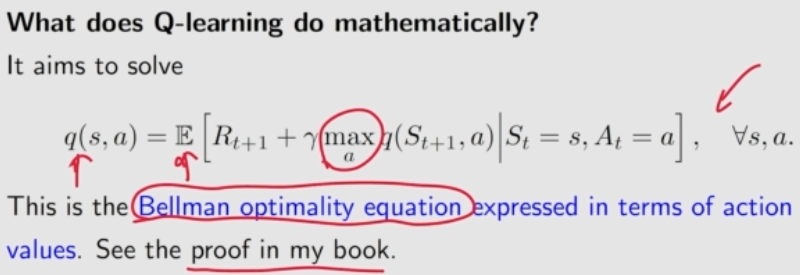 What does Q-learning do mathematically?
It aims to solve
q(s, a) = 𝔼 [R_{t+1} + γ max_a q(S_{t+1}, a) | S_t = s, A_t = a], ∀s, a.
This is the Bellman optimality equation expressed in terms of action
values. See the proof in my book.